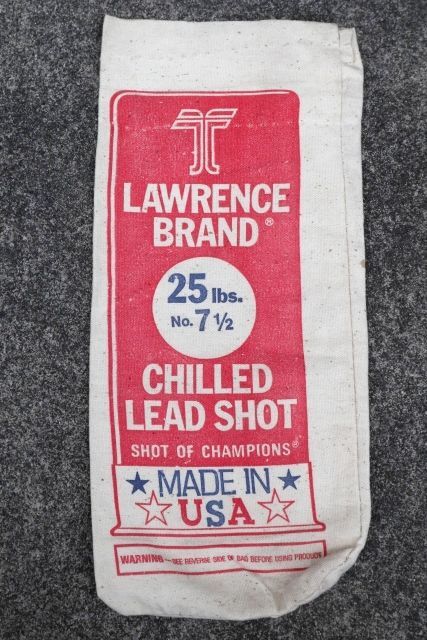 LAWRENCE
BRAND®
25 lbs.
No. 7 1/2
CHILLED
LEAD SHOT
SHOT OF CHAMPIONS®
MADE IN
USA
WARNING—SEE REVERSE SIDE OF BAG BEFORE USING PRODUCT